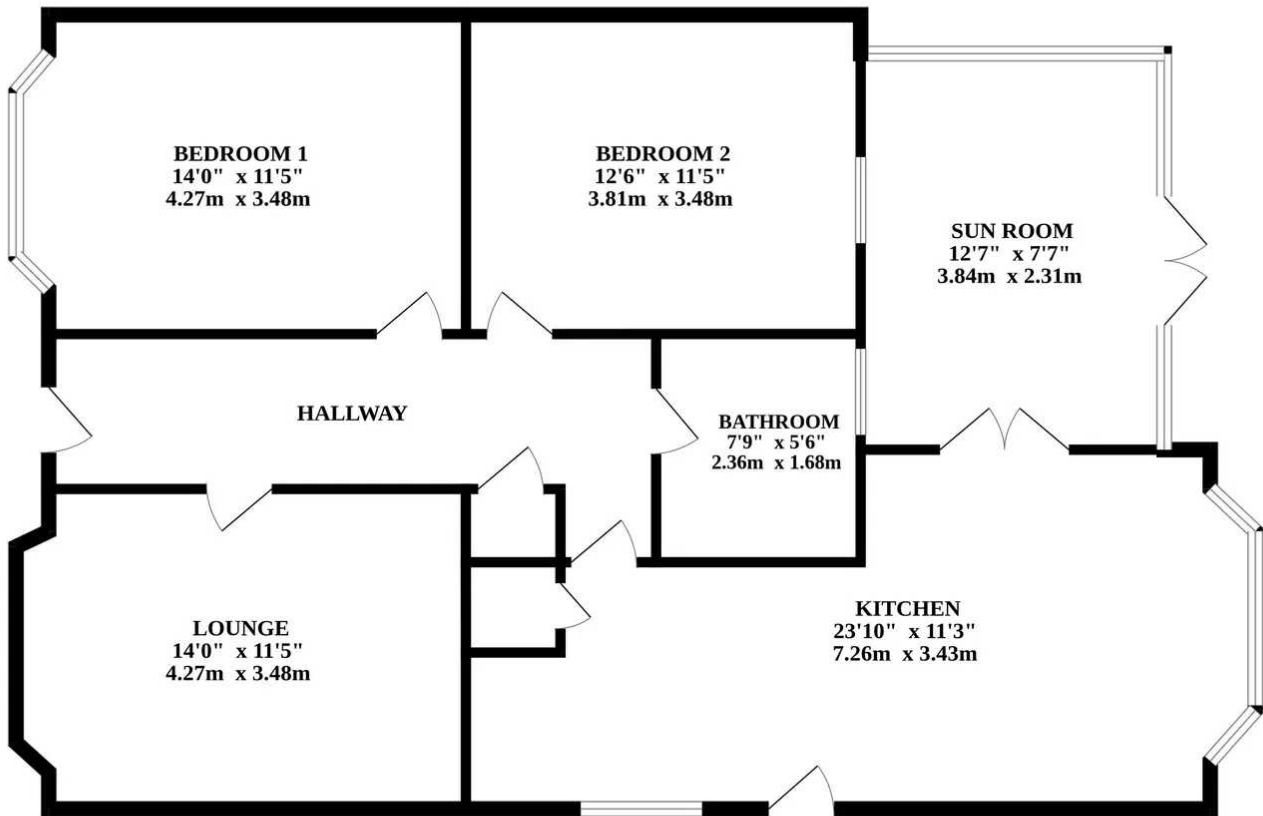 BEDROOM 1
14'0" x 11'5"
4.27m x 3.48m
BEDROOM 2
12'6" x 11'5"
3.81m x 3.48m
SUN ROOM
12'7" x 7'7"
3.84m x 2.31m
HALLWAY
BATHROOM
7'9" x 5'6"
2.36m x 1.68m
LOUNGE
14'0" x 11'5"
4.27m x 3.48m
KITCHEN
23'10" x 11'3"
7.26m x 3.43m